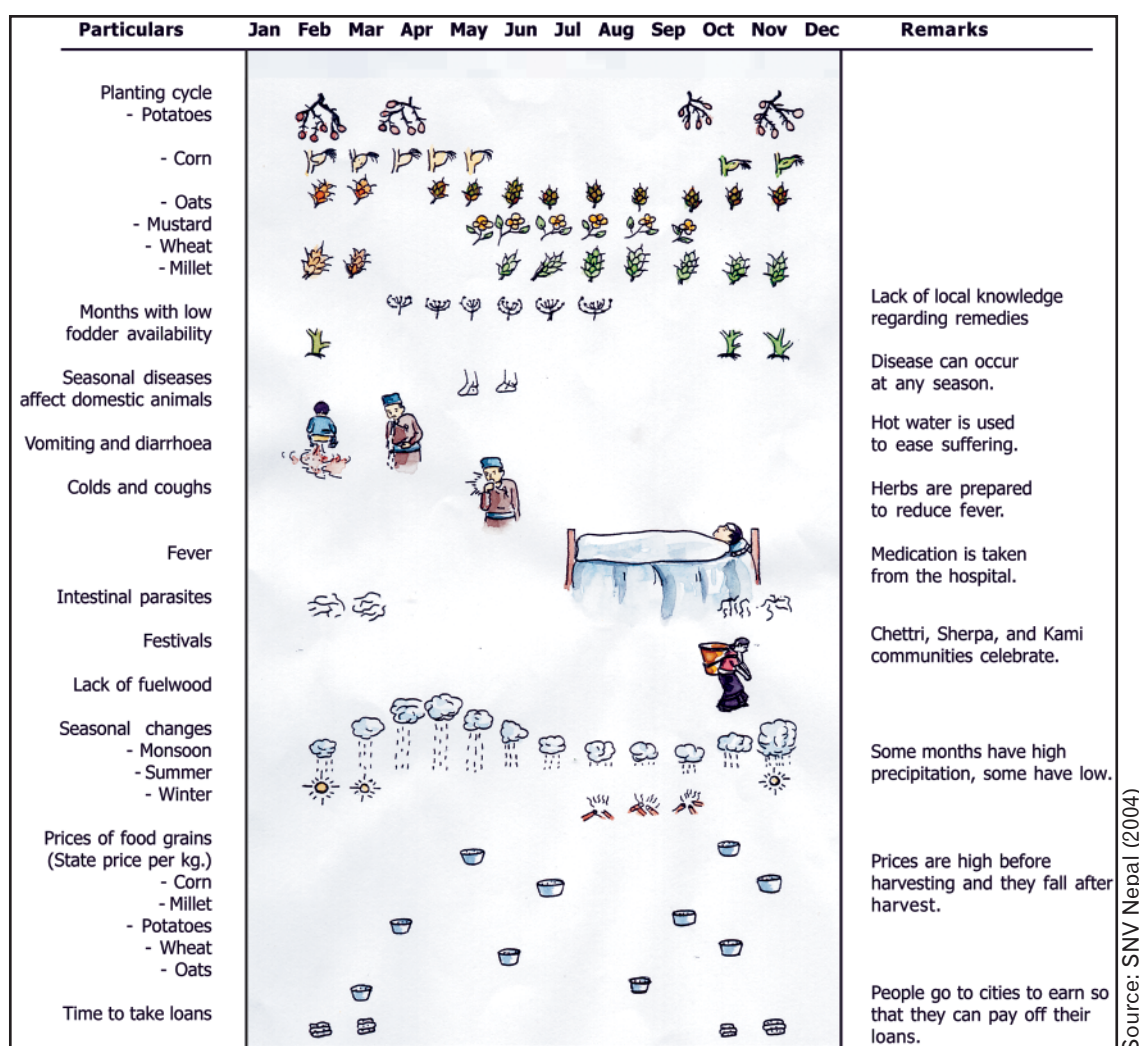 Particulars Jan Feb Mar Apr May Jun Jul Aug Sep Oct Nov Dec Remarks
Planting cycle
- Potatoes
- Corn
- Oats
- Mustard
- Wheat
- Millet
Months with low
fodder availability
Seasonal diseases
affect domestic animals
Vomiting and diarrhoea
Colds and coughs
Fever
Intestinal parasites
Festivals
Lack of fuelwood
Seasonal changes
- Monsoon
- Summer
- Winter
Prices of food grains
(State price per kg.)
- Corn
- Millet
- Potatoes
- Wheat
- Oats
Time to take loans
Lack of local knowledge
regarding remedies
Disease can occur
at any season.
Hot water is used
to ease suffering.
Herbs are prepared
to reduce fever.
Medication is taken
from the hospital.
Chettri, Sherpa, and Kami
communities celebrate.
Some months have high
precipitation, some have low.
Prices are high before
harvesting and they fall after
harvest.
People go to cities to earn so
that they can pay off their
loans.
Source: SNV Nepal (2004)